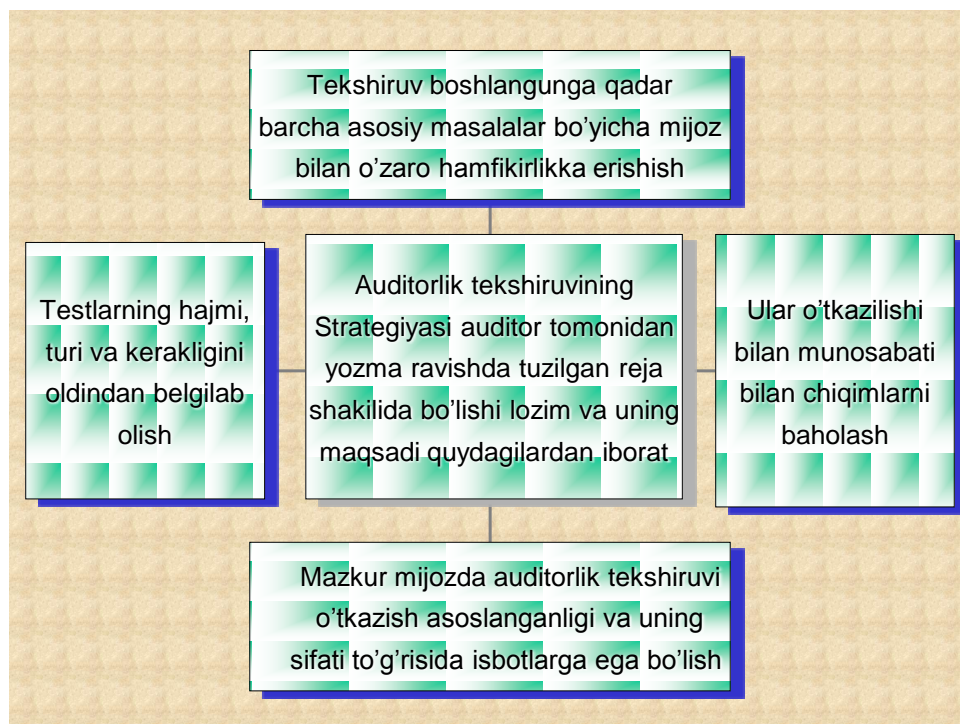 Tekshiruv boshlangunga qadar
barcha asosiy masalalar bo’yicha mijoz
bilan o’zaro hamfikirlikka erishish
Testlarning hajmi,
turi va kerakligini
oldindan belgilab
olish
Auditorlik tekshiruvining
Strategiyasi auditor tomonidan
yozma ravishda tuzilgan reja
shakilida bo’lishi lozim va uning
maqsadi quydagilardan iborat
Ular o’tkazilishi
bilan munosabati
bilan chiqimlarni
baholash
Mazkur mijozda auditorlik tekshiruvi
o’tkazish asoslanganligi va uning
sifati to’g’risida isbotlarga ega bo’lish